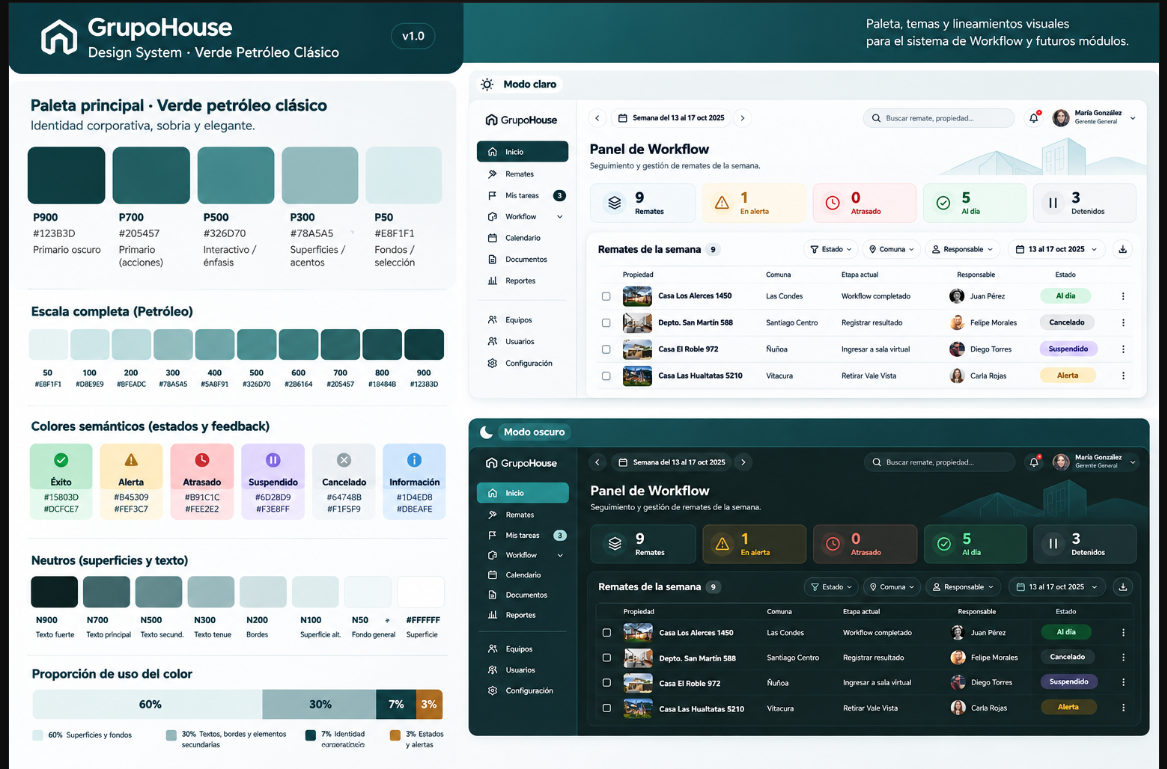 GrupoHouse
Design System · Verde Petróleo Clásico
v1.0
Paleta, temas y lineamientos visuales
para el sistema de Workflow y futuros módulos.
Paleta principal · Verde petróleo clásico
Identidad corporativa, sobria y elegante.
P900 P700 P500 P300 P50
#123B3D #205457 #326D70 #78A5A5 #E8F1F1
Primario oscuro Primario Interactivo / Superficies / Fondos /
(acciones) énfasis acentos selección
Escala completa (Petróleo)
50 100 200 300 400 500 600 700 800 900
#E8F1F1 #D8E9E9 #BFEADC #78A5A5 #5A8F91 #326D70 #286164 #205457 #18484B #123B3D
Colores semánticos (estados y feedback)
Éxito Alerta Atrasado Suspendido Cancelado Información
#15803D #B45309 #B91C1C #6D28D9 #64748B #1D4ED8
#DCFCE7 #FEF3C7 #FEE2E2 #F3E8FF #F1F5F9 #DBEAFE
Neutros (superficies y texto)
N900 N700 N500 N300 N200 N100 N50 #FFFFFF
Texto fuerte Texto principal Texto secund. Texto tenue Bordes Superficie alt. Fondo general Superficie
Proporción de uso del color
60% 30% 7% 3%
60% Superficies y fondos 30% Textos, bordes y elementos 7% Identidad 3% Estados
secundarias y alertas
Modo claro
GrupoHouse
Inicio
Remates
Mis tareas 3
Workflow
Calendario
Documentos
Reportes
Equipos
Usuarios
Configuración
Semana del 13 al 17 oct 2025
Buscar remate, propiedad...
María González
Gerente General
Panel de Workflow
Seguimiento y gestión de remates de la semana.
9 1 0 5 3
Remates En alerta Atrasado Al día Detenidos
Remates de la semana 9 Estado Comuna Responsable 13 al 17 oct 2025
Propiedad Comuna Etapa actual Responsable Estado
Casa Los Alerces 1450 Las Condes Workflow completado Juan Pérez Al día
Depto. San Martín 588 Santiago Centro Registrar resultado Felipe Morales Cancelado
Casa El Roble 972 Ñuñoa Ingresar a sala virtual Diego Torres Suspendido
Casa Las Hualtatas 5210 Vitacura Retirar Vale Vista Carla Rojas Alerta
Modo oscuro
GrupoHouse
Inicio
Remates
Mis tareas 3
Workflow
Calendario
Documentos
Reportes
Equipos
Usuarios
Configuración
Semana del 13 al 17 oct 2025
Buscar remate, propiedad...
María González
Gerente General
Panel de Workflow
Seguimiento y gestión de remates de la semana.
9 1 0 5 3
Remates En alerta Atrasado Al día Detenidos
Remates de la semana 9 Estado Comuna Responsable 13 al 17 oct 2025
Propiedad Comuna Etapa actual Responsable Estado
Casa Los Alerces 1450 Las Condes Workflow completado Juan Pérez Al día
Depto. San Martín 588 Santiago Centro Registrar resultado Felipe Morales Cancelado
Casa El Roble 972 Ñuñoa Ingresar a sala virtual Diego Torres Suspendido
Casa Las Hualtatas 5210 Vitacura Retirar Vale Vista Carla Rojas Alerta